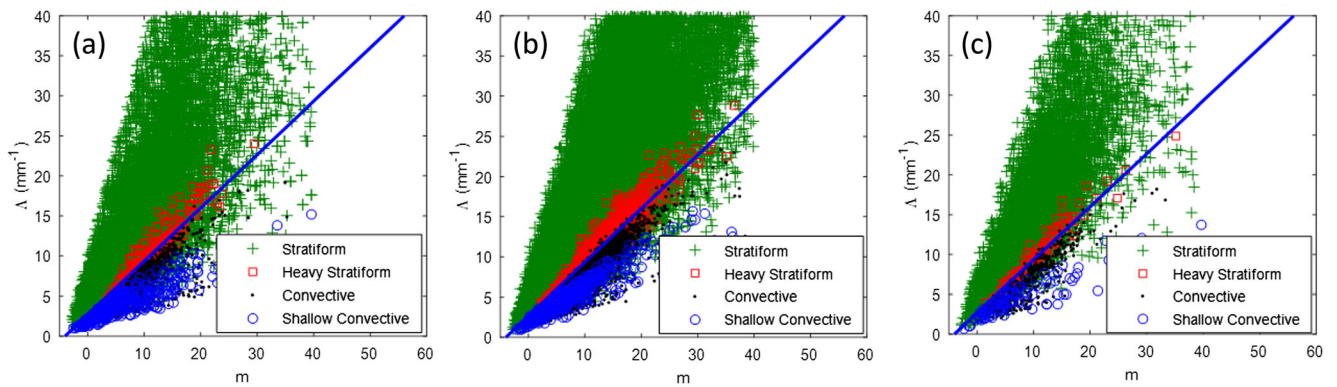 (a)
40
35
30
25
20
15
10
5
0
Λ (mm⁻¹)
0 10 20 30 40 50 60
m
Stratiform
Heavy Stratiform
Convective
Shallow Convective
(b)
40
35
30
25
20
15
10
5
0
Λ (mm⁻¹)
0 10 20 30 40 50 60
m
Stratiform
Heavy Stratiform
Convective
Shallow Convective
(c)
40
35
30
25
20
15
10
5
0
Λ (mm⁻¹)
0 10 20 30 40 50 60
m
Stratiform
Heavy Stratiform
Convective
Shallow Convective